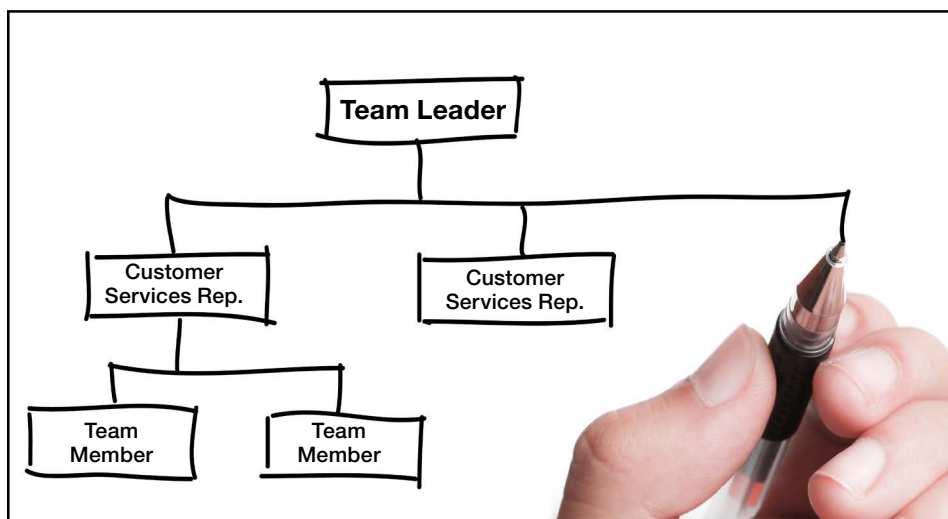 Team Leader
Customer
Services Rep.
Customer
Services Rep.
Team
Member
Team
Member